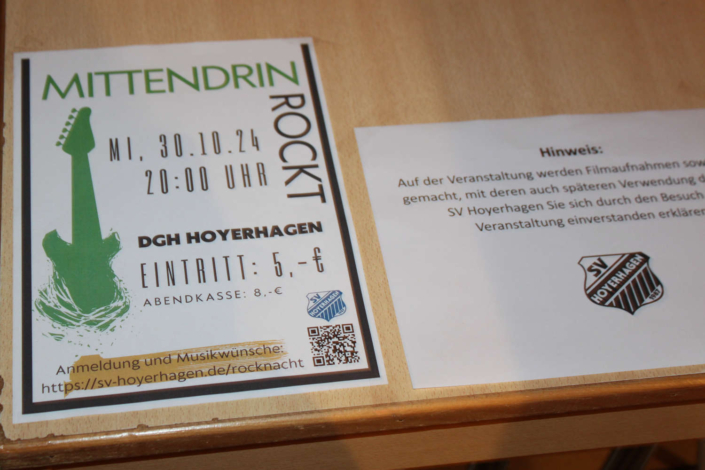 MITTENDRIN
ROCKT
MI, 30.10.24
20:00 UHR
DGH HOYERHAGEN
EINTRITT: 5,-€
ABENDKASSE: 8,-€
SV
HOYERHAGEN
Anmeldung und Musikwünsche:
https://sv-hoyerhagen.de/rocknacht
Hinweis:
Auf der Veranstaltung werden Filmaufnahmen sow
gemacht, mit deren auch späteren Verwendung d
SV Hoyerhagen Sie sich durch den Besuch
Veranstaltung einverstanden erkläre
SV
HOYERHAGEN